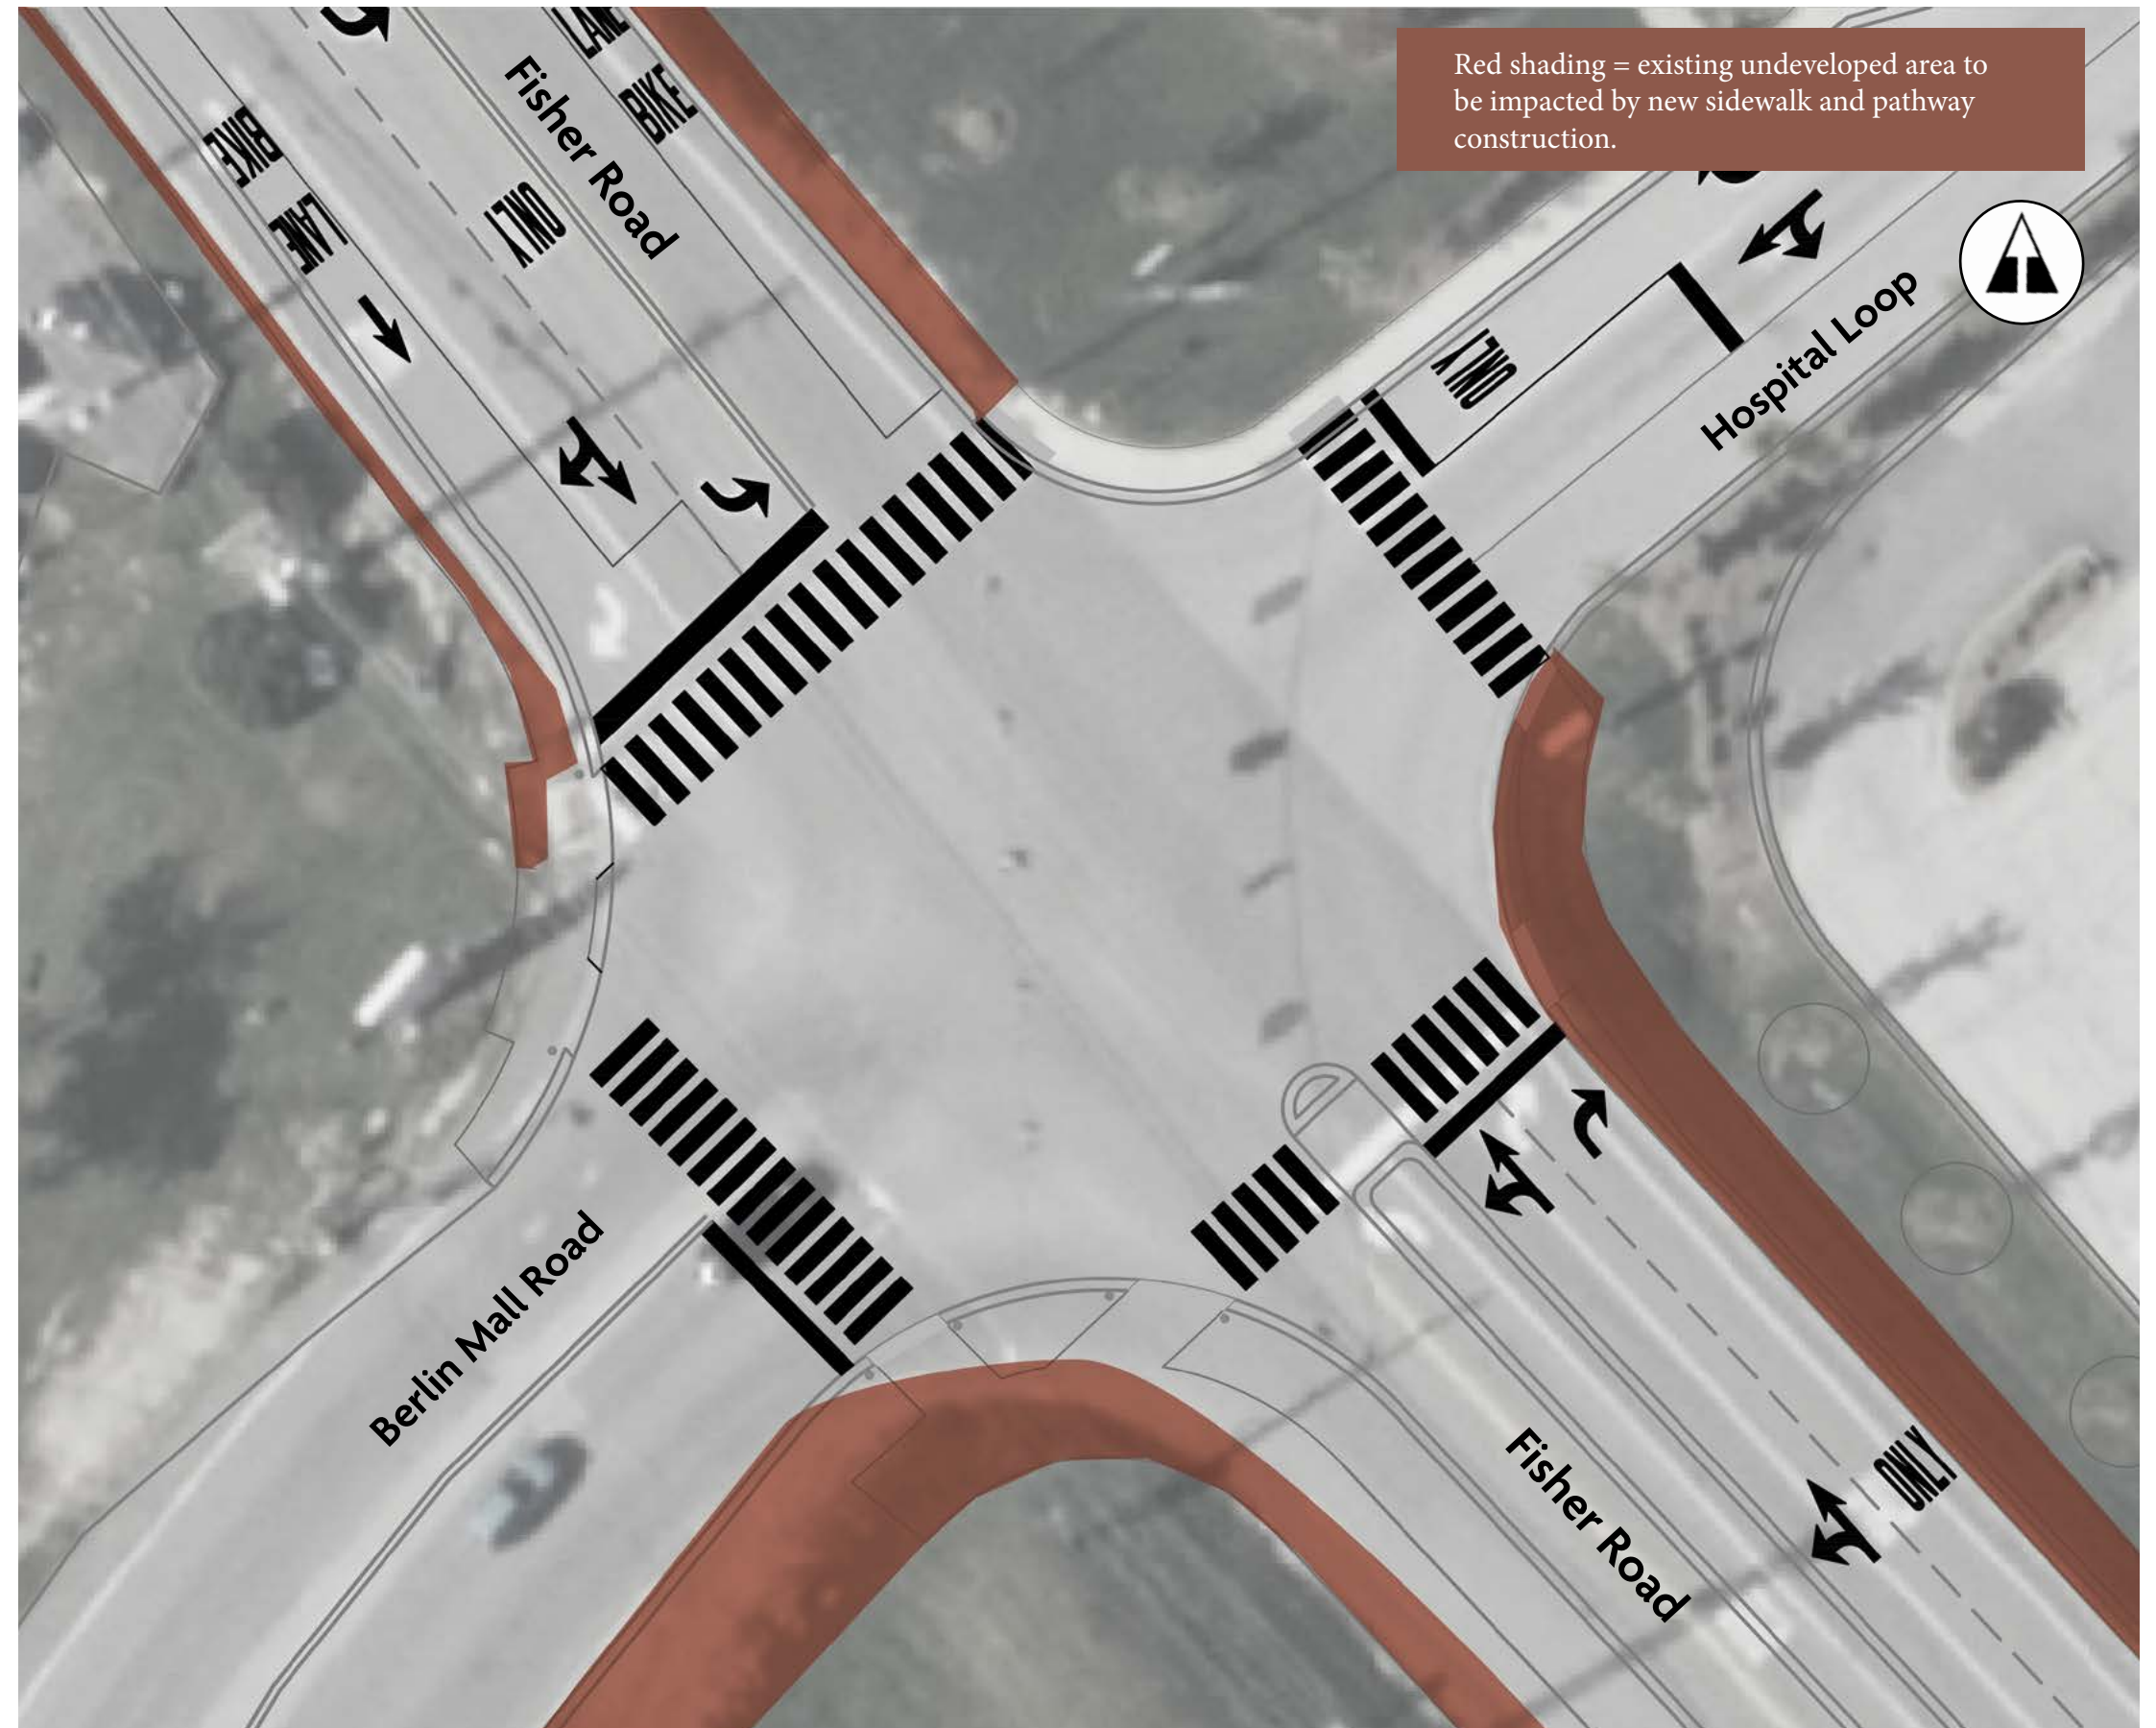 LANE
BIKE
Fisher Road
Red shading = existing undeveloped area to
be impacted by new sidewalk and pathway
construction.
BIKE
LANE
ONLY
ONLY
Hospital Loop
Berlin Mall Road
Fisher Road
ONLY